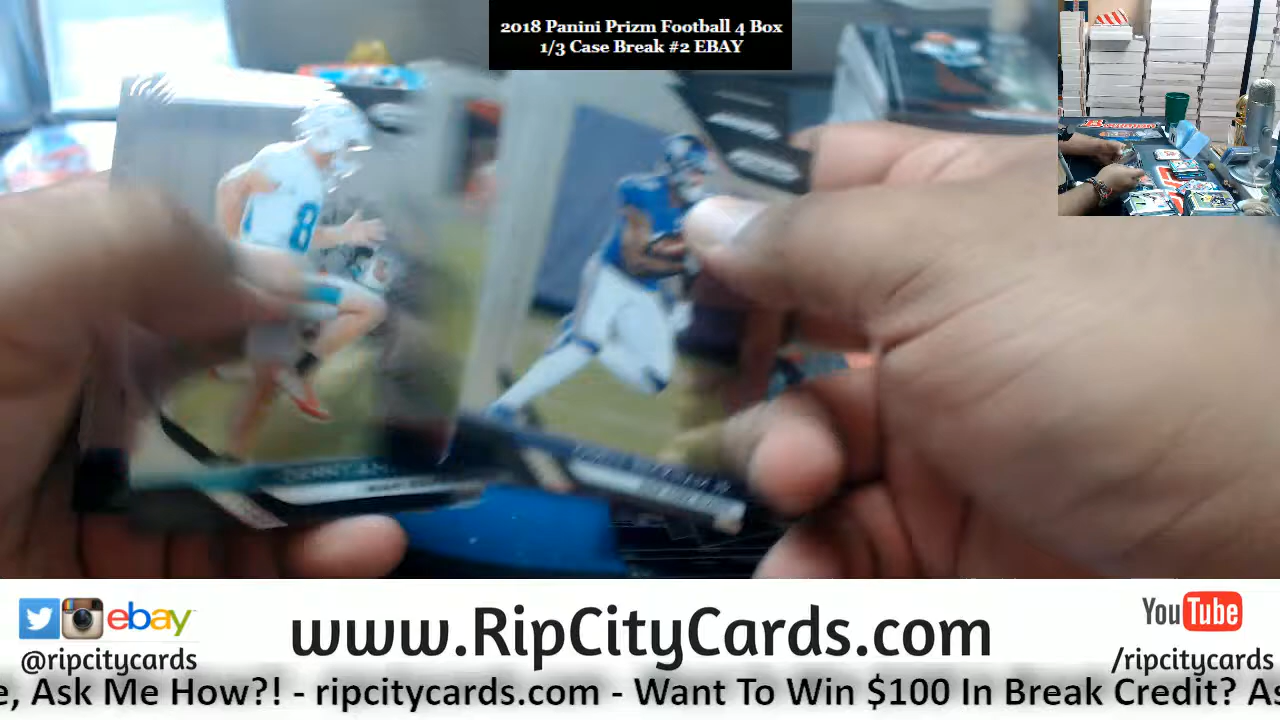 2018 Panini Prizm Football 4 Box
1/3 Case Break #2 EBAY
8
ebay
@ripcitycards
www.RipCityCards.com
YouTube
/ripcitycards
e, Ask Me How?! - ripcitycards.com - Want To Win $100 In Break Credit? As